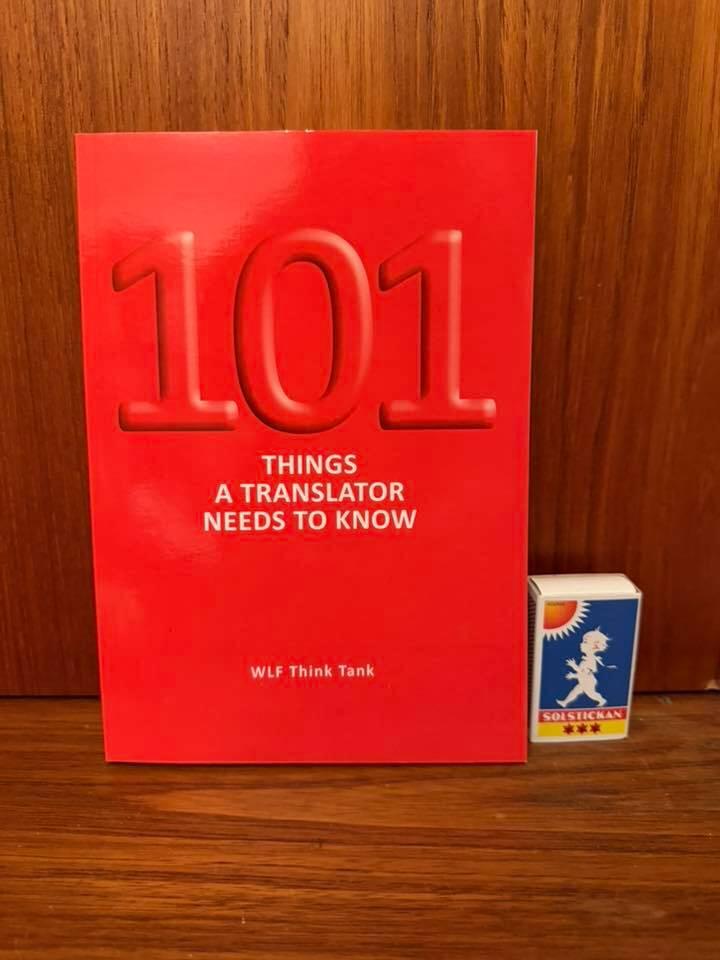 101
THINGS
A TRANSLATOR
NEEDS TO KNOW
WLF Think Tank
SOLSTICKAN